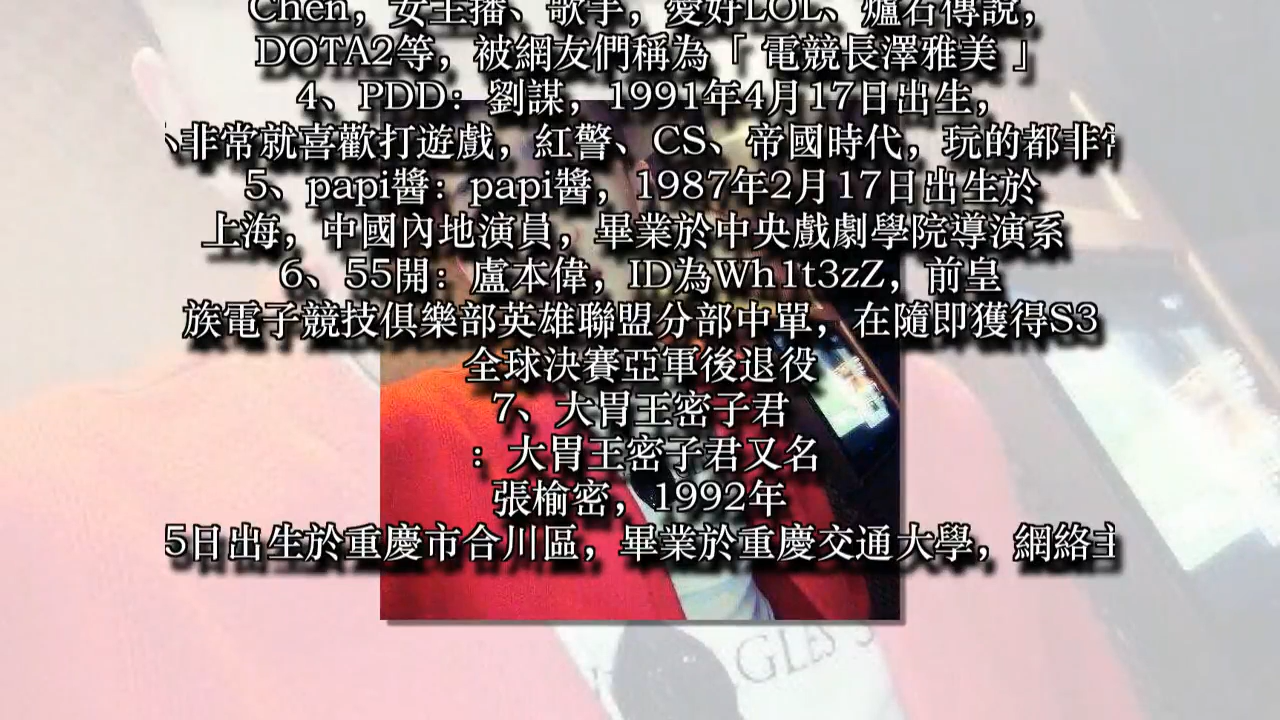 Chen，女主播、歌手，愛好LOL、爐石傳說，
DOTA2等，被網友們稱為「 電競長澤雅美 」
4、PDD：劉謀，1991年4月17日出生，
非常就喜歡打遊戲，紅警、CS、帝國時代，玩的都非常
5、papi醬：papi醬，1987年2月17日出生於
上海，中國內地演員，畢業於中央戲劇學院導演系
6、55開：盧本偉，ID為Wh1t3zZ，前皇
族電子競技俱樂部英雄聯盟分部中單，在隨即獲得S3
全球決賽亞軍後退役
7、大胃王密子君
：大胃王密子君又名
張榆密，1992年
5日出生於重慶市合川區，畢業於重慶交通大學，網絡主